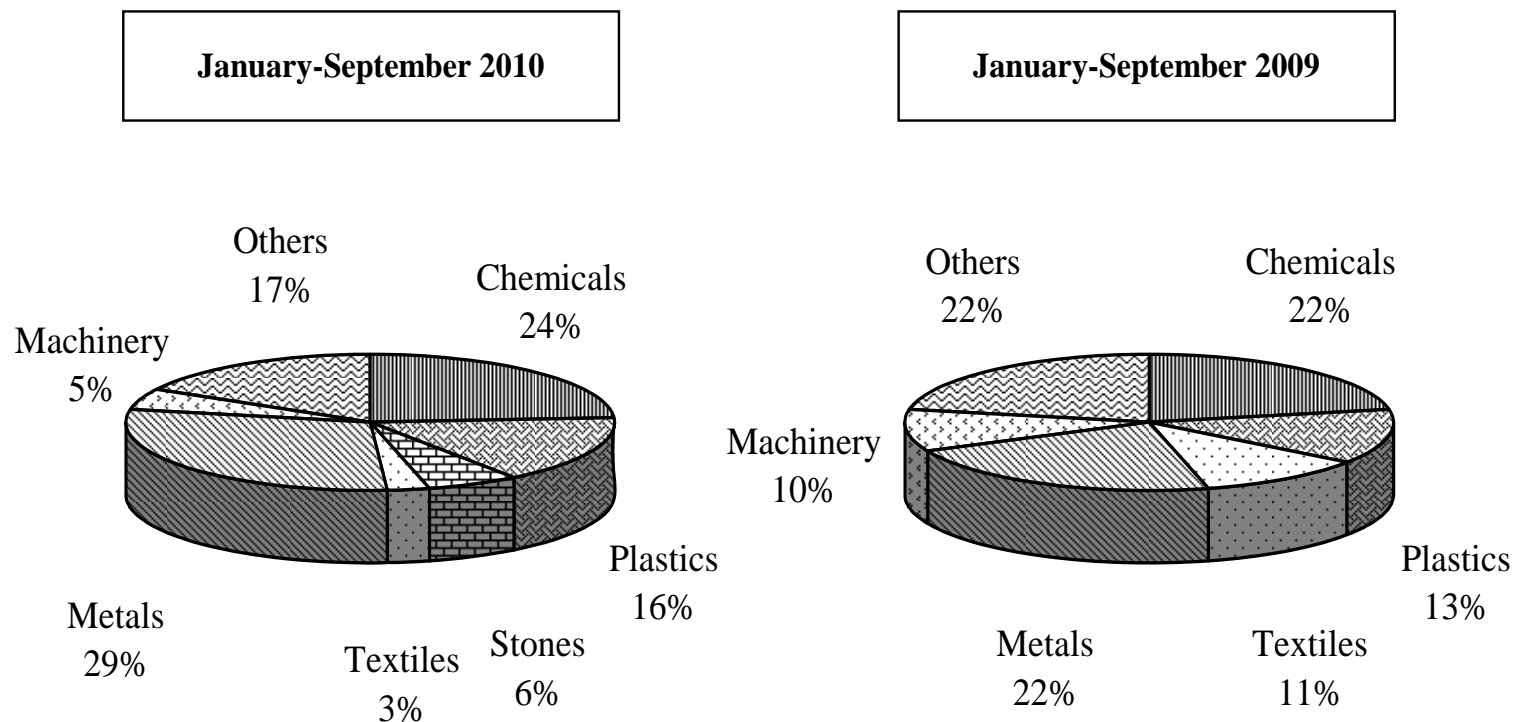 January-September 2010
January-September 2009
Others
17%
Chemicals
24%
Machinery
5%
Plastics
16%
Stones
6%
Textiles
3%
Metals
29%
Others
22%
Chemicals
22%
Machinery
10%
Plastics
13%
Textiles
11%
Metals
22%